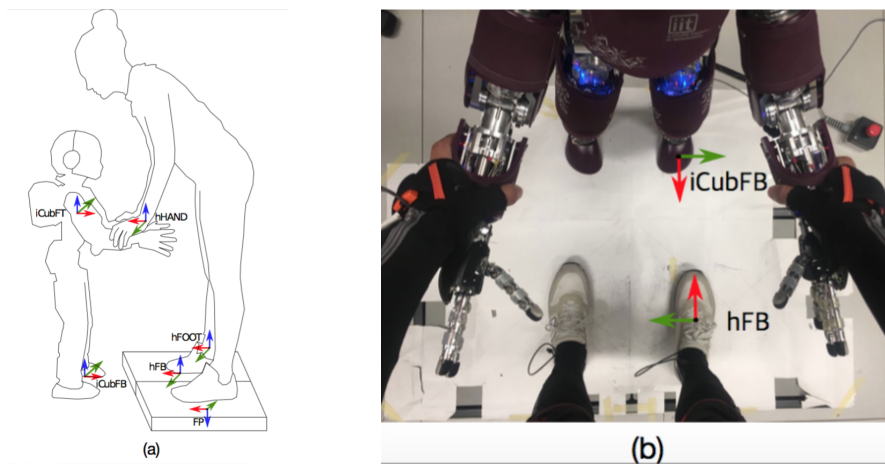 iCubFT
hHAND
hFOOT
hFB
iCubFB
FP
(a)
iit
iCubFB
hFB
(b)